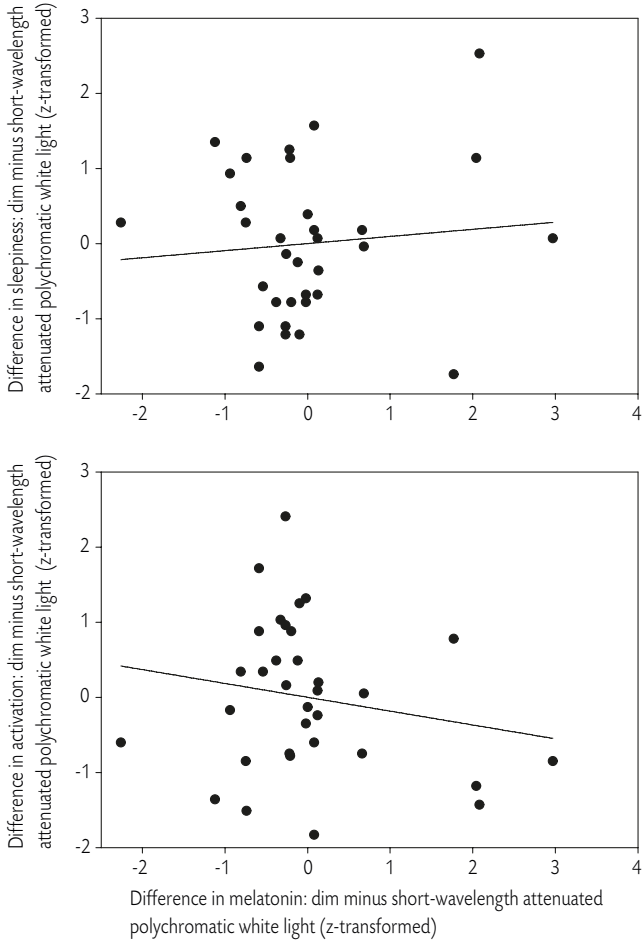 Difference in sleepiness: dim minus short-wavelength
attenuated polychromatic white light (z-transformed)
3
2
1
0
-1
-2
-2 -1 0 1 2 3 4
Difference in activation: dim minus short-wavelength
attenuated polychromatic white light (z-transformed)
3
2
1
0
-1
-2
-2 -1 0 1 2 3 4
Difference in melatonin: dim minus short-wavelength attenuated
polychromatic white light (z-transformed)